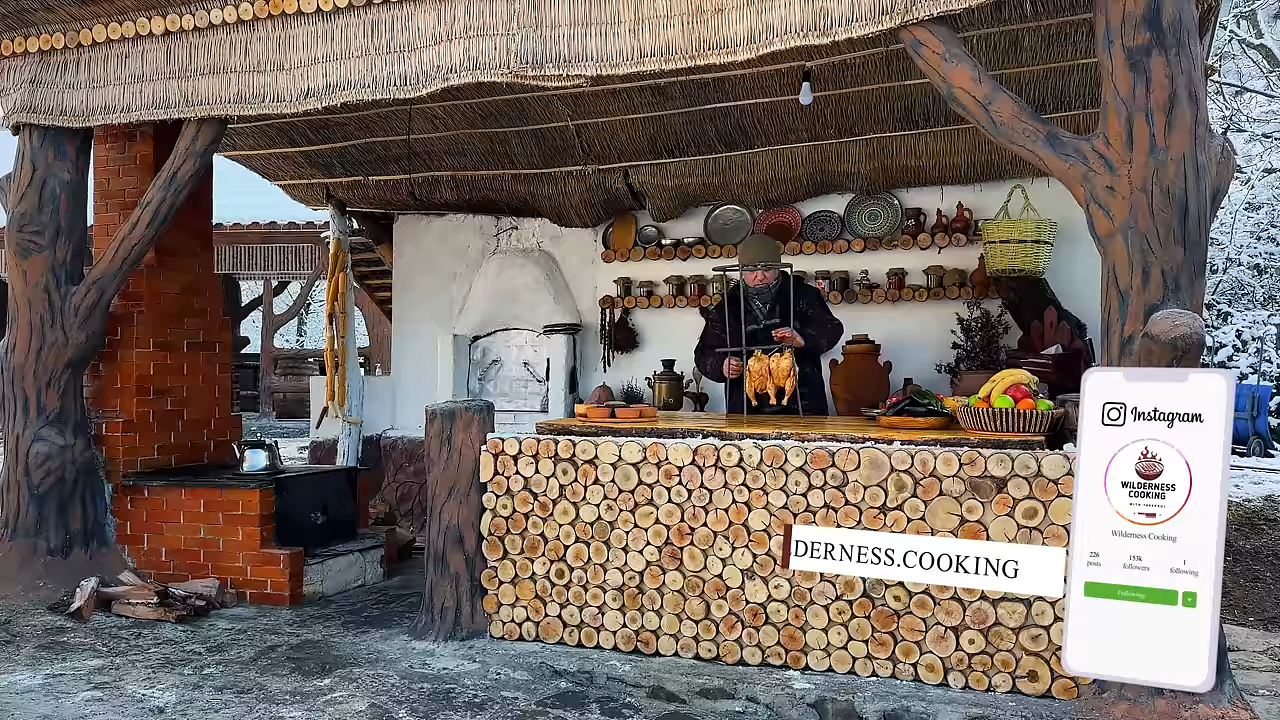 Instagram
WILDERNESS
COOKING
Wilderness Cooking
226
posts
153k
followers
1
following
Following
DERNESS.COOKING